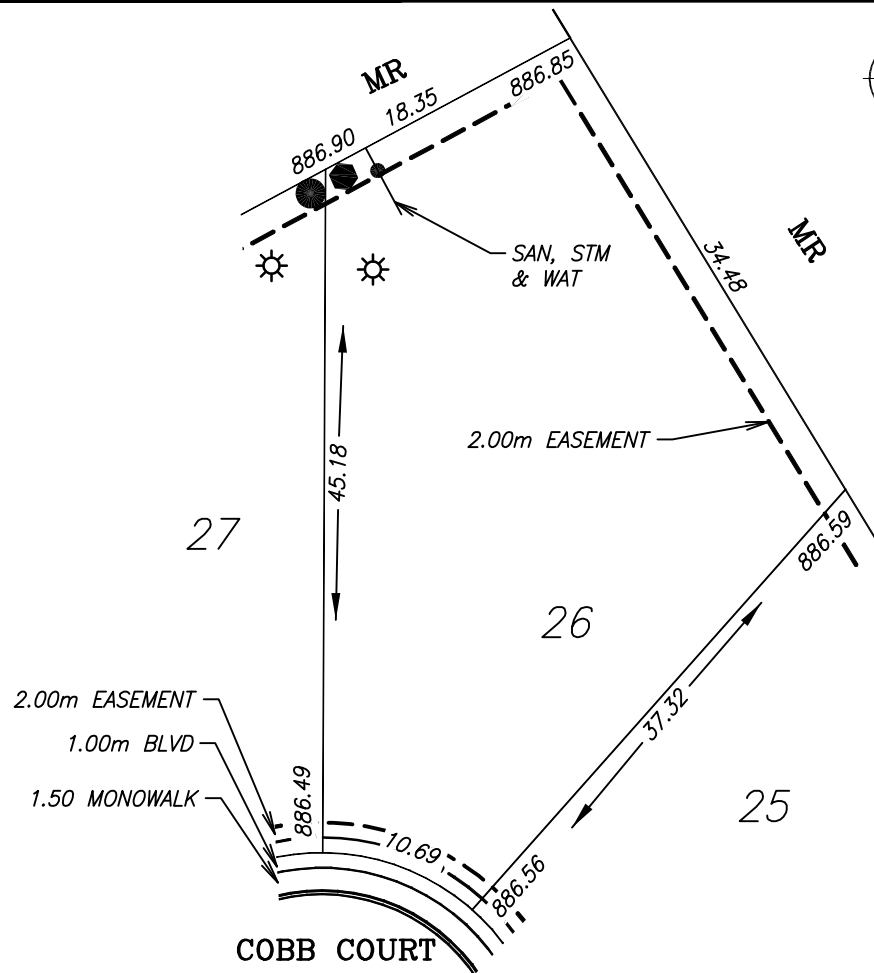 MR
18.35
886.85
886.90
SAN, STM
& WAT
MR
34.48
2.00m EASEMENT
45.18
27
26
886.59
2.00m EASEMENT
1.00m BLVD
1.50 MONOWALK
37.32
25
886.49
10.69
886.56
COBB COURT